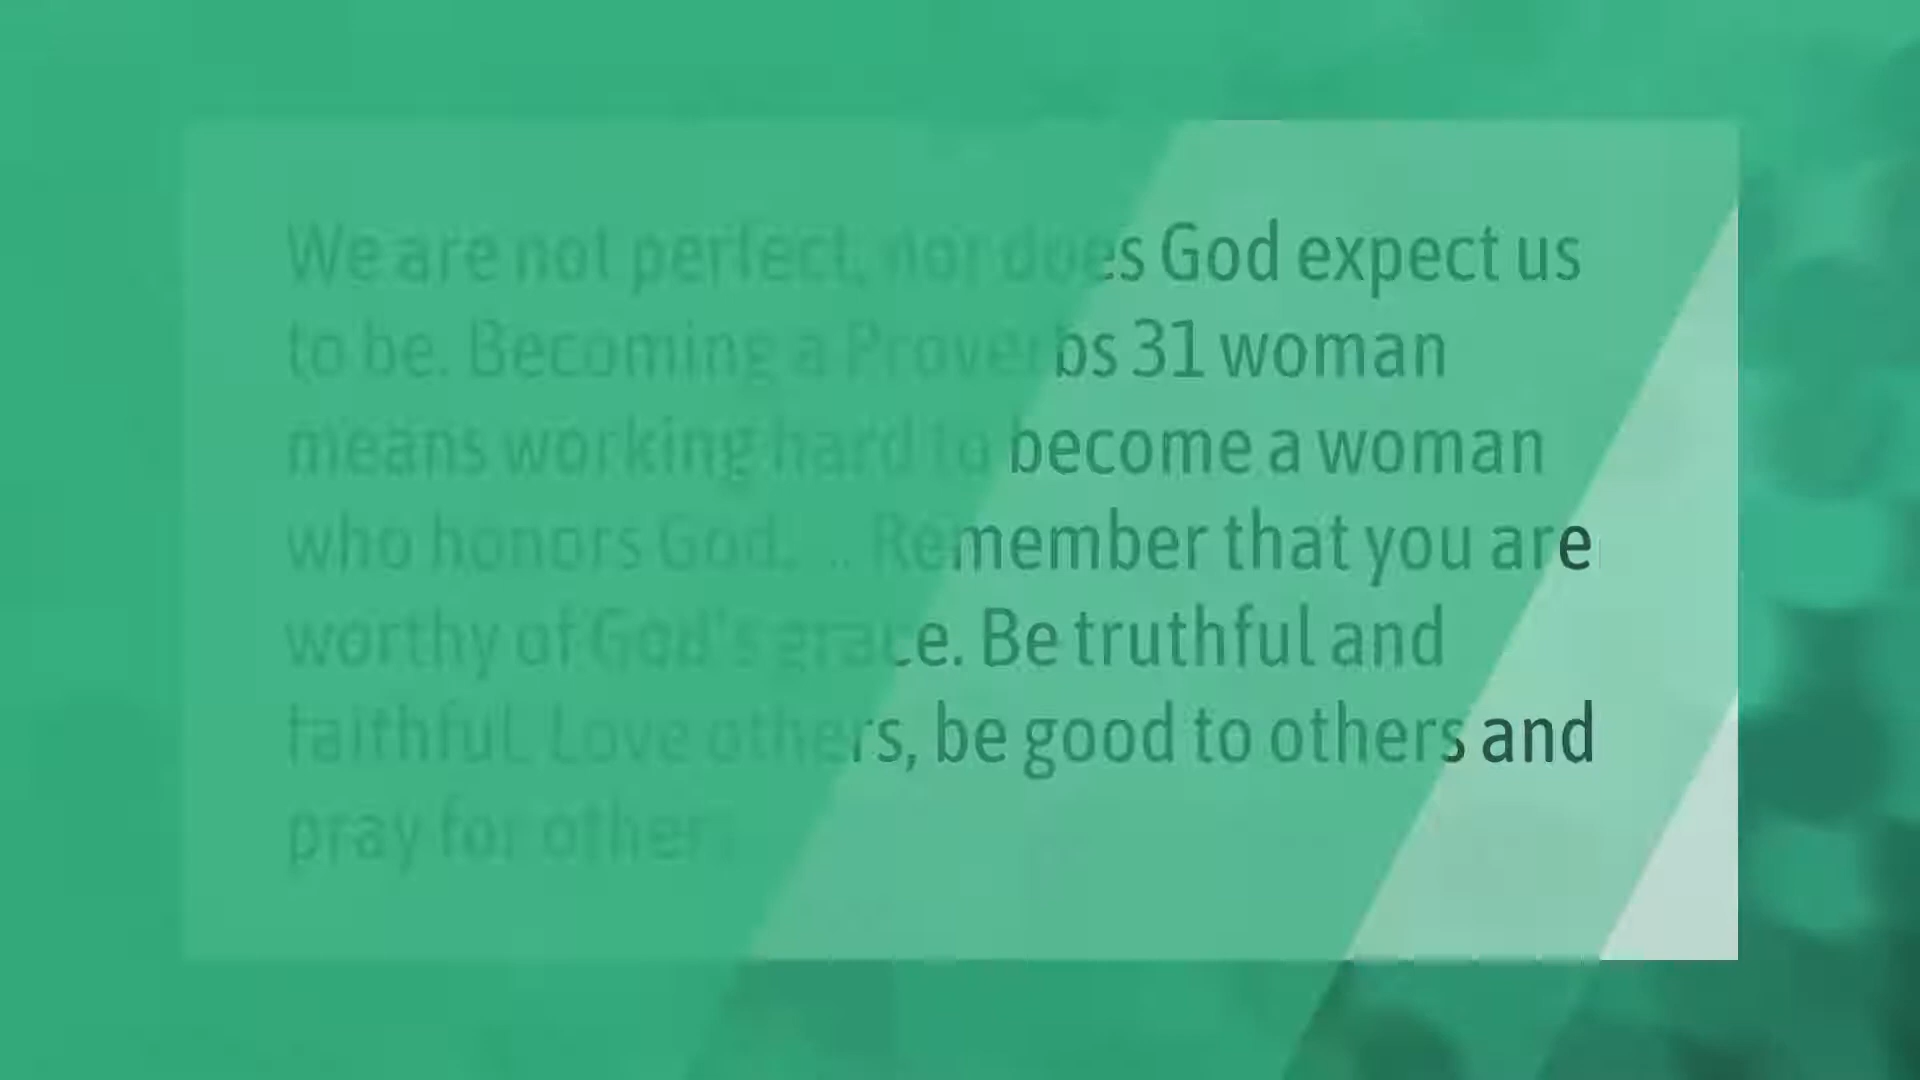 We are not perfect, nor does God expect us
to be. Becoming a Proverbs 31 woman
means working hard to become a woman
who honors God. ... Remember that you are
worthy of God's grace. Be truthful and
faithful. Love others, be good to others and
pray for others.